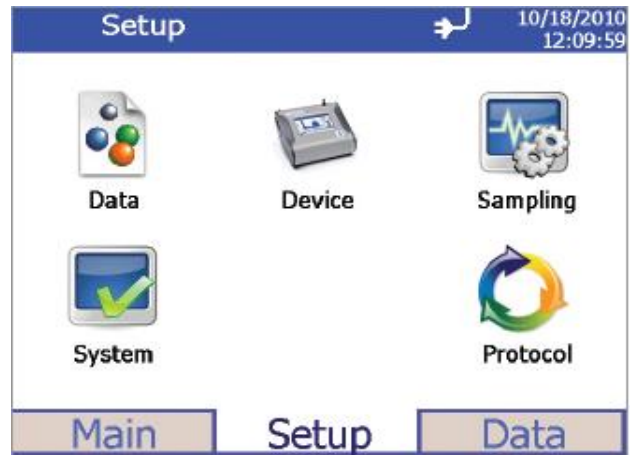 Setup
10/18/2010
12:09:59
Data
Device
Sampling
System
Protocol
Main
Setup
Data